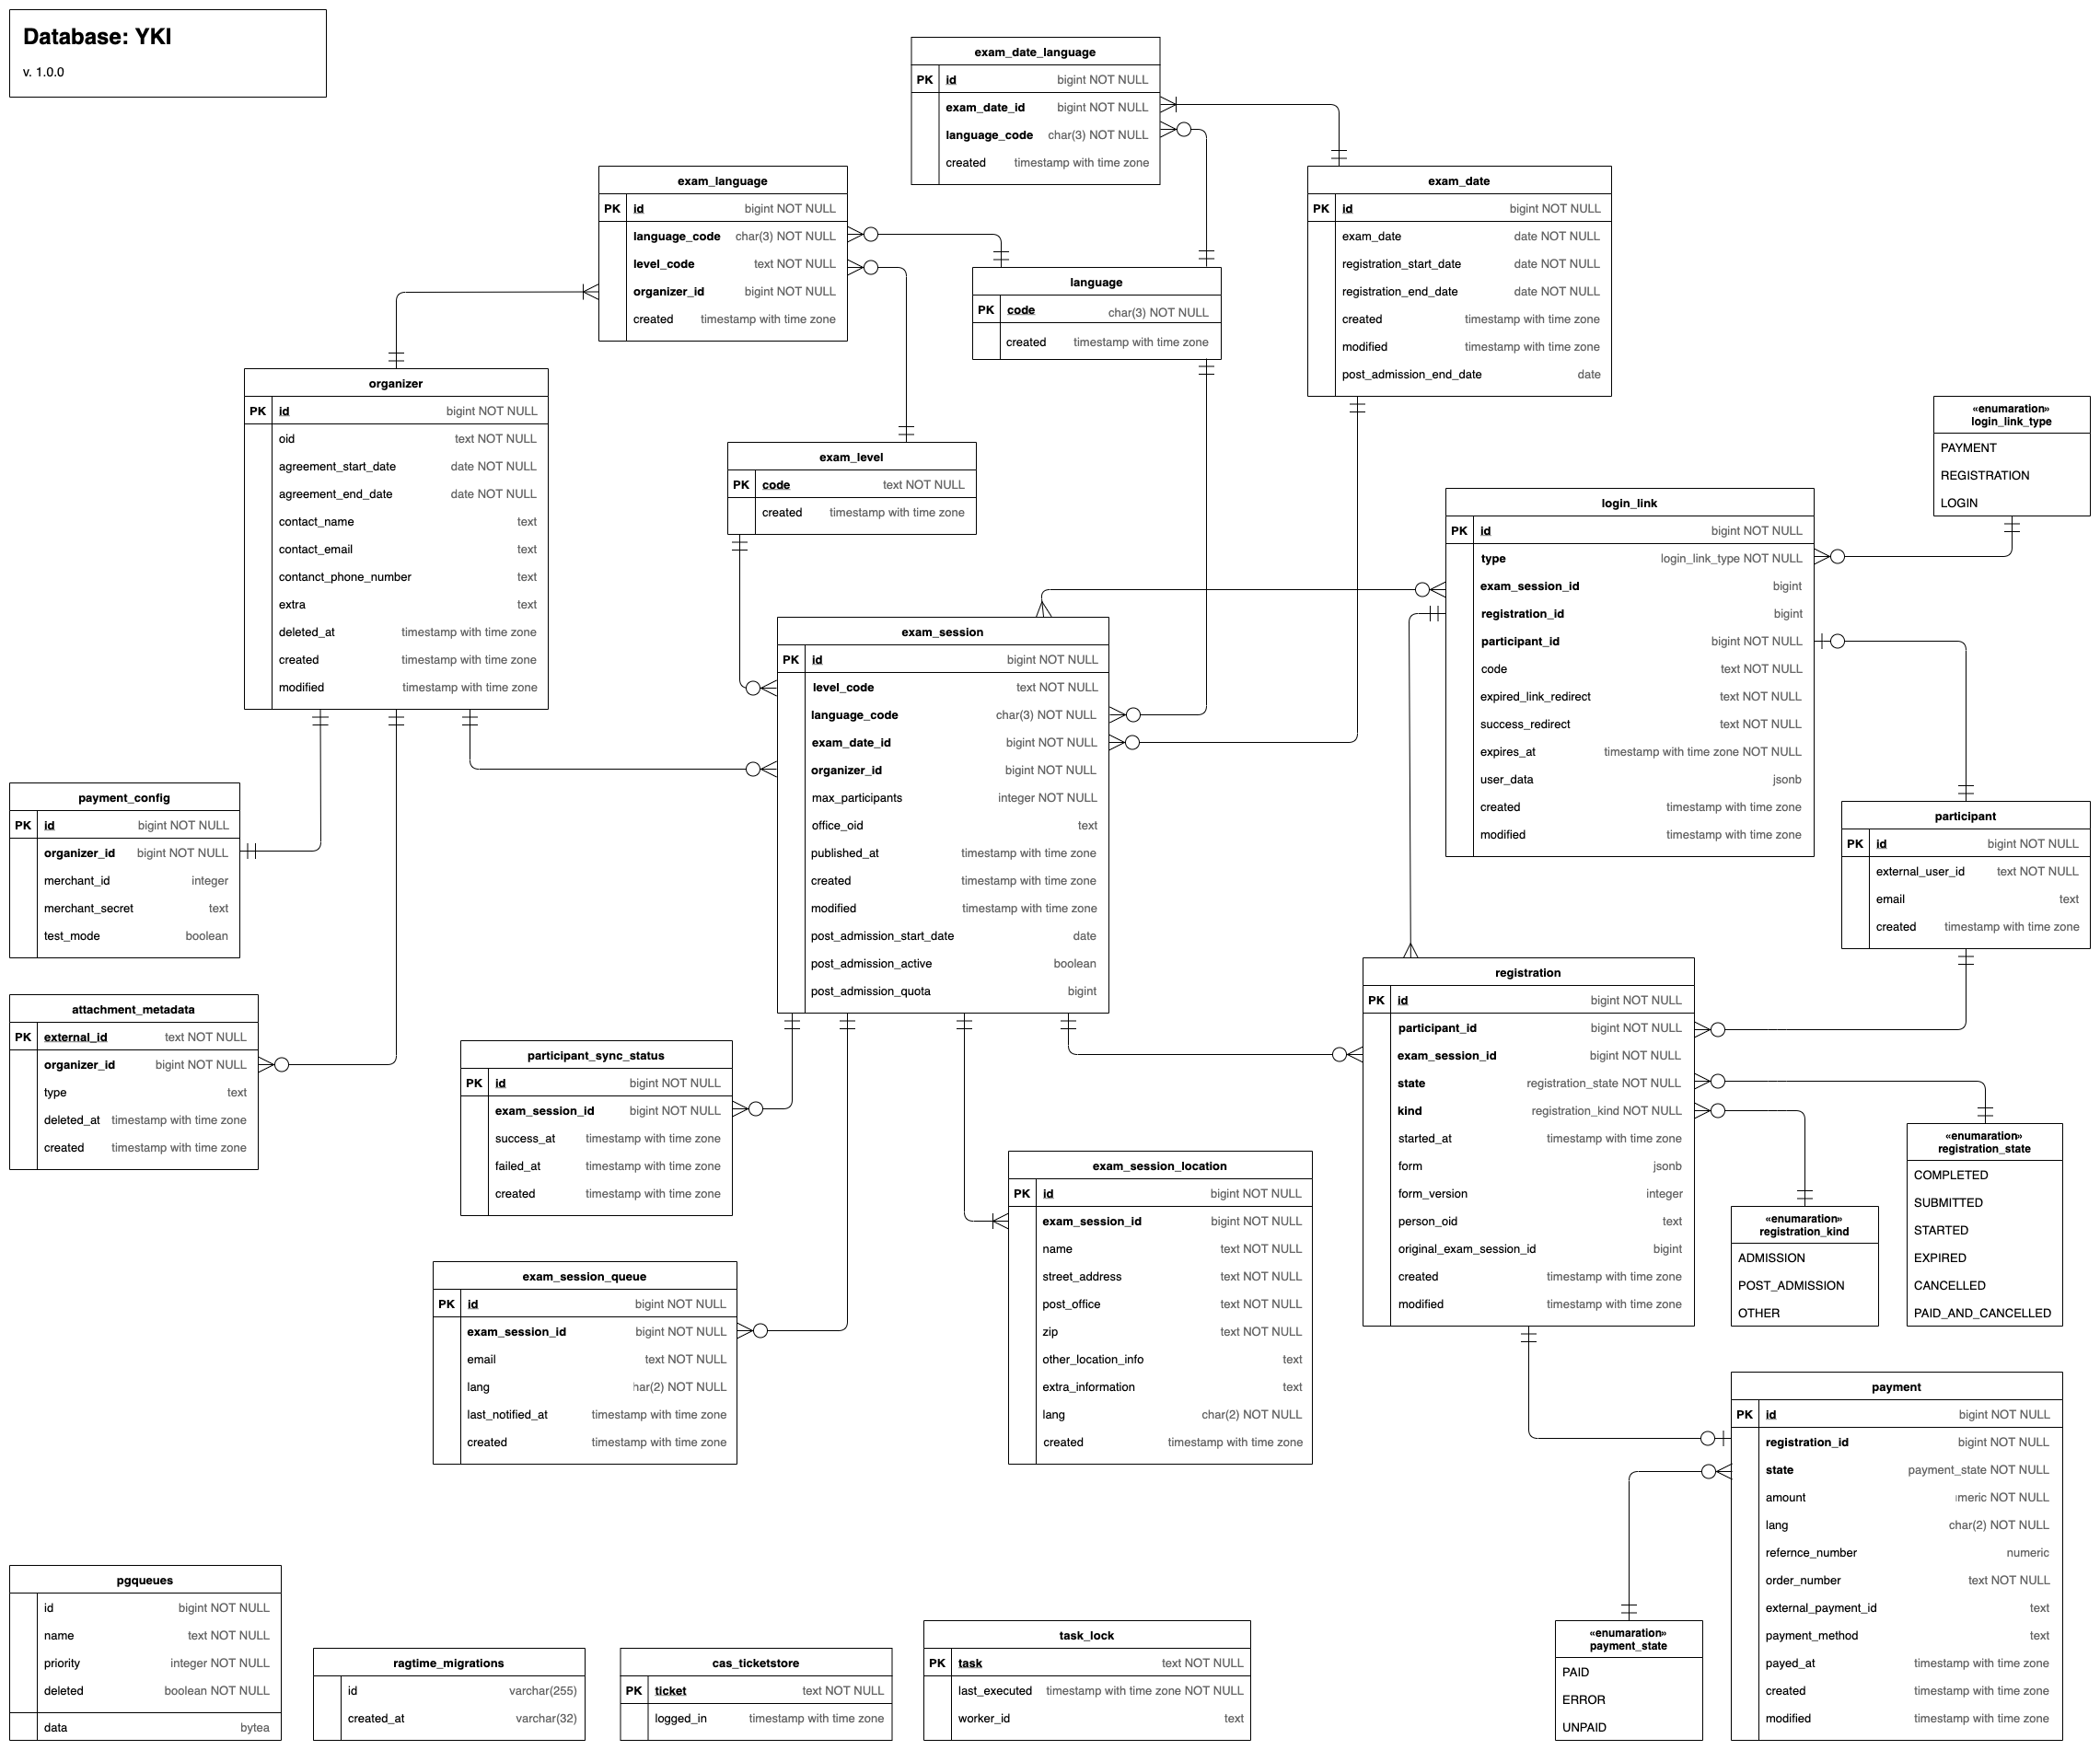 Database: YKI
v. 1.0.0
exam_date_language
PK id bigint NOT NULL
exam_date_id bigint NOT NULL
language_code char(3) NOT NULL
created timestamp with time zone
exam_language
PK id bigint NOT NULL
language_code char(3) NOT NULL
level_code text NOT NULL
organizer_id bigint NOT NULL
created timestamp with time zone
exam_date
PK id bigint NOT NULL
exam_date date NOT NULL
registration_start_date date NOT NULL
registration_end_date date NOT NULL
created timestamp with time zone
modified timestamp with time zone
post_admission_end_date date
language
PK code char(3) NOT NULL
created timestamp with time zone
organizer
PK id bigint NOT NULL
oid text NOT NULL
agreement_start_date date NOT NULL
agreement_end_date date NOT NULL
contact_name text
contact_email text
contanct_phone_number text
extra text
deleted_at timestamp with time zone
created timestamp with time zone
modified timestamp with time zone
exam_level
PK code text NOT NULL
created timestamp with time zone
«enumaration»
login_link_type
PAYMENT
REGISTRATION
LOGIN
login_link
PK id bigint NOT NULL
type login_link_type NOT NULL
exam_session_id bigint
registration_id bigint
participant_id bigint NOT NULL
code text NOT NULL
expired_link_redirect text NOT NULL
success_redirect text NOT NULL
expires_at timestamp with time zone NOT NULL
user_data jsonb
created timestamp with time zone
modified timestamp with time zone
exam_session
PK id bigint NOT NULL
level_code text NOT NULL
language_code char(3) NOT NULL
exam_date_id bigint NOT NULL
organizer_id bigint NOT NULL
max_participants integer NOT NULL
office_oid text
published_at timestamp with time zone
created timestamp with time zone
modified timestamp with time zone
post_admission_start_date date
post_admission_active boolean
post_admission_quota bigint
payment_config
PK id bigint NOT NULL
organizer_id bigint NOT NULL
merchant_id integer
merchant_secret text
test_mode boolean
participant
PK id bigint NOT NULL
external_user_id text NOT NULL
email text
created timestamp with time zone
attachment_metadata
PK external_id text NOT NULL
organizer_id bigint NOT NULL
type text
deleted_at timestamp with time zone
created timestamp with time zone
registration
PK id bigint NOT NULL
participant_id bigint NOT NULL
exam_session_id bigint NOT NULL
state registration_state NOT NULL
kind registration_kind NOT NULL
started_at timestamp with time zone
form jsonb
form_version integer
person_oid text
original_exam_session_id bigint
created timestamp with time zone
modified timestamp with time zone
participant_sync_status
PK id bigint NOT NULL
exam_session_id bigint NOT NULL
success_at timestamp with time zone
failed_at timestamp with time zone
created timestamp with time zone
«enumaration»
registration_state
COMPLETED
SUBMITTED
STARTED
EXPIRED
CANCELLED
PAID_AND_CANCELLED
exam_session_location
PK id bigint NOT NULL
exam_session_id bigint NOT NULL
name text NOT NULL
street_address text NOT NULL
post_office text NOT NULL
zip text NOT NULL
other_location_info text
extra_information text
lang char(2) NOT NULL
created timestamp with time zone
«enumaration»
registration_kind
ADMISSION
POST_ADMISSION
OTHER
exam_session_queue
PK id bigint NOT NULL
exam_session_id bigint NOT NULL
email text NOT NULL
lang har(2) NOT NULL
last_notified_at timestamp with time zone
created timestamp with time zone
payment
PK id bigint NOT NULL
registration_id bigint NOT NULL
state payment_state NOT NULL
amount meric NOT NULL
lang char(2) NOT NULL
refernce_number numeric
order_number text NOT NULL
external_payment_id text
payment_method text
payed_at timestamp with time zone
created timestamp with time zone
modified timestamp with time zone
pgqueues
id bigint NOT NULL
name text NOT NULL
priority integer NOT NULL
deleted boolean NOT NULL
data bytea
ragtime_migrations
id varchar(255)
created_at varchar(32)
cas_ticketstore
PK ticket text NOT NULL
logged_in timestamp with time zone
task_lock
PK task text NOT NULL
last_executed timestamp with time zone NOT NULL
worker_id text
«enumaration»
payment_state
PAID
ERROR
UNPAID